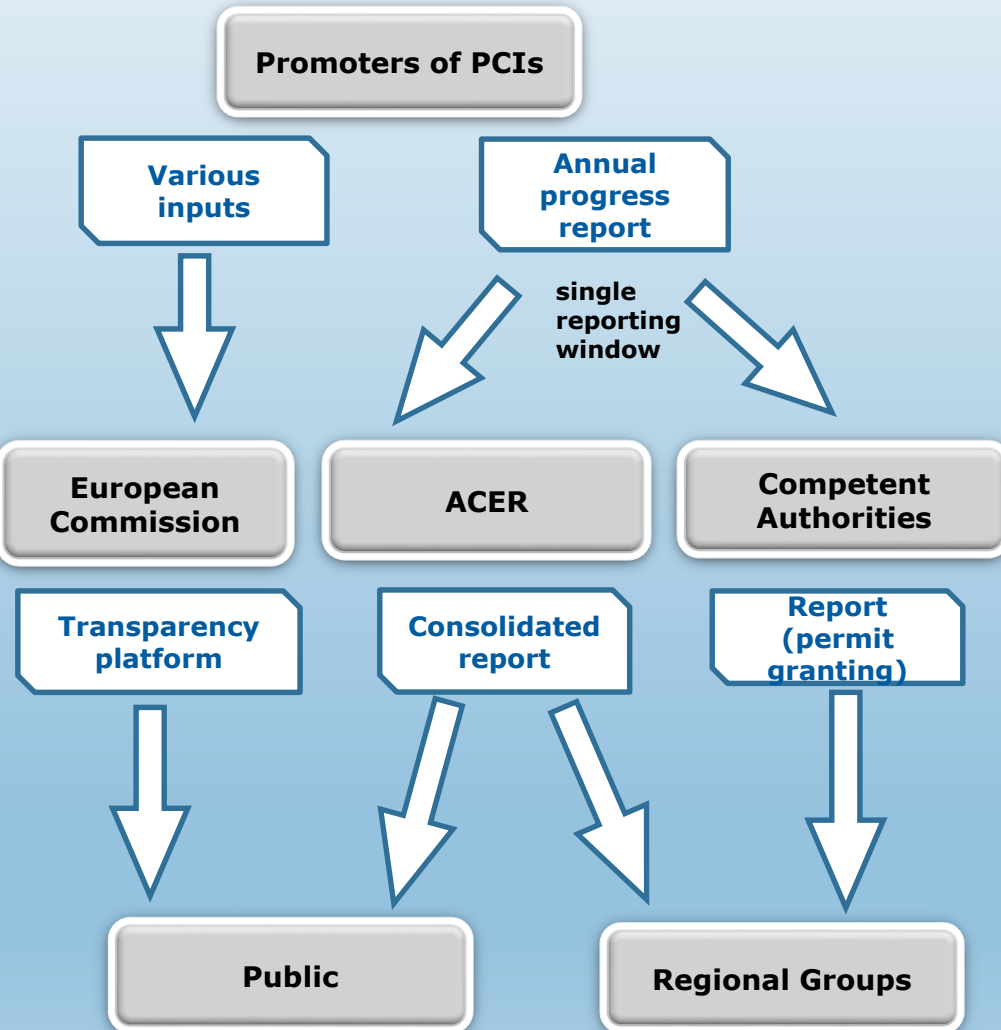 Promoters of PCIs
Various
inputs
Annual
progress
report
single
reporting
window
European
Commission
ACER
Competent
Authorities
Transparency
platform
Consolidated
report
Report
(permit
granting)
Public
Regional Groups